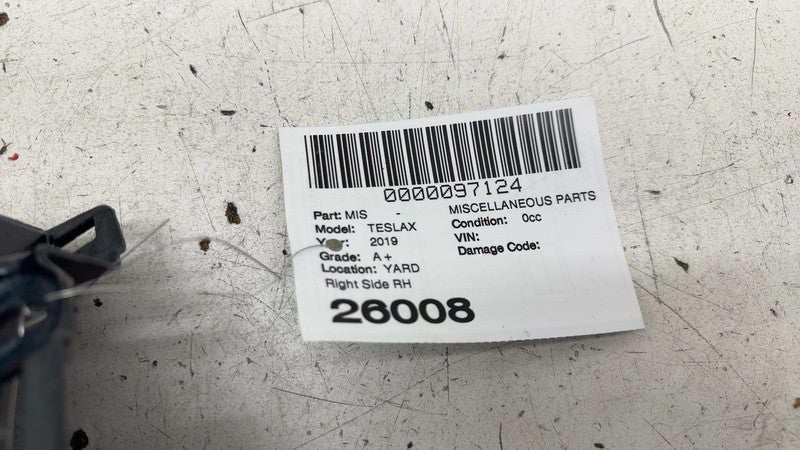 0000097124
Part: MIS - MISCELLANEOUS PARTS
Model: TESLAX Condition: 0cc
Year: 2019 VIN:
Grade: A+ Damage Code:
Location: YARD
Right Side RH
26008